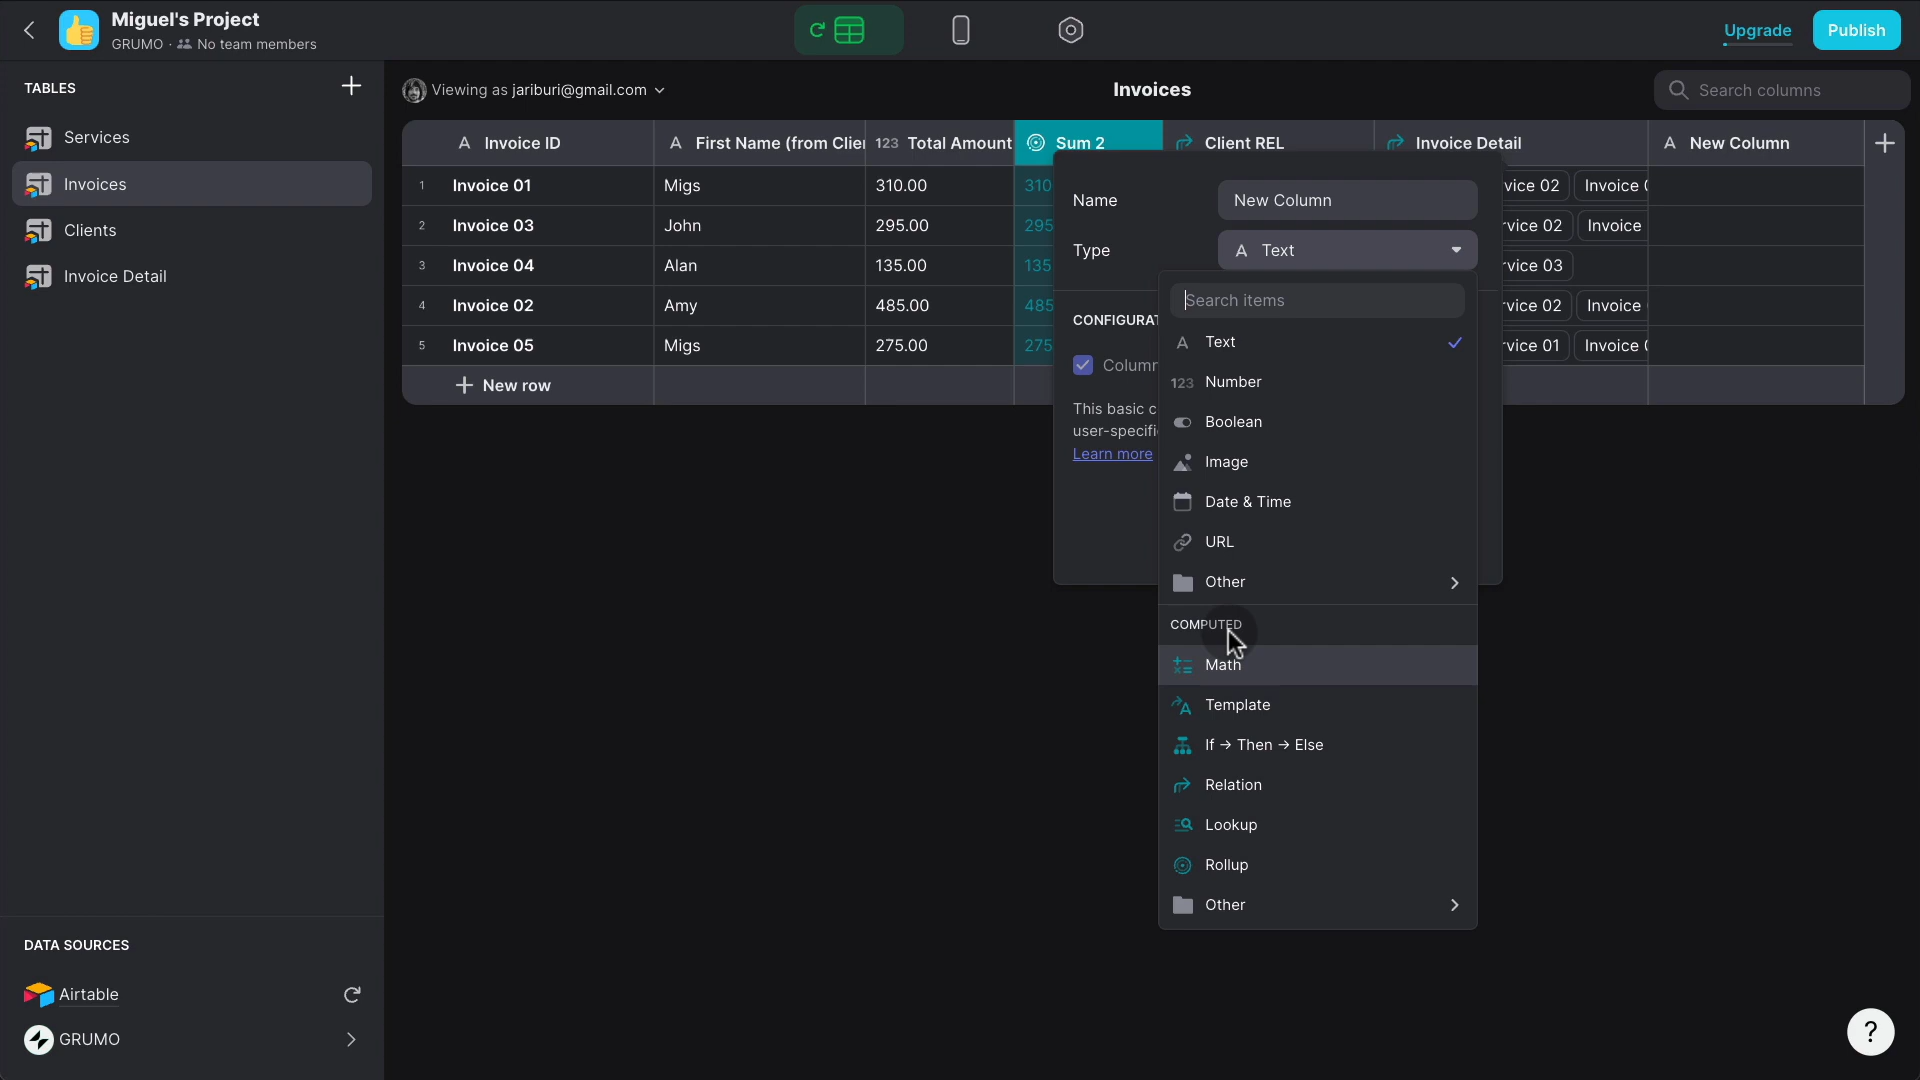 Miguel's Project
GRUMO · No team members
Upgrade
Publish
TABLES
Services
Invoices
Clients
Invoice Detail
Viewing as jariburi@gmail.com
Invoices
Search columns
Invoice ID
First Name (from Clie
123 Total Amount
Sum 2
Client REL
Invoice Detail
New Column
1 Invoice 01 Migs 310.00 310 vice 02 Invoice
2 Invoice 03 John 295.00 295 vice 02 Invoice
3 Invoice 04 Alan 135.00 135 vice 03
4 Invoice 02 Amy 485.00 485 vice 02 Invoice
5 Invoice 05 Migs 275.00 275 vice 01 Invoice
New row
Name New Column
Type A Text
CONFIGURAT
Column
This basic c
user-specifi
Learn more
Search items
A Text
123 Number
Boolean
Image
Date & Time
URL
Other
COMPUTED
Math
Template
If → Then → Else
Relation
Lookup
Rollup
Other
DATA SOURCES
Airtable
GRUMO
?